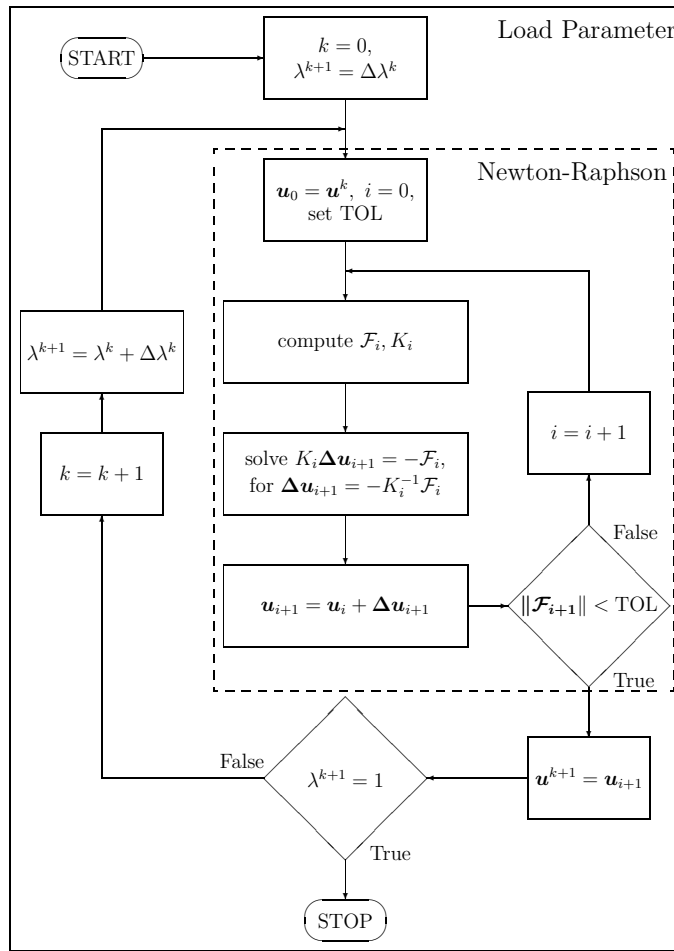 Load Parameter
START
k = 0,
λ^{k+1} = Δλ^k
Newton-Raphson
u_0 = u^k, i = 0,
set TOL
compute ℱ_i, K_i
λ^{k+1} = λ^k + Δλ^k
i = i + 1
k = k + 1
solve K_i Δu_{i+1} = −ℱ_i,
for Δu_{i+1} = −K_i^{−1}ℱ_i
False
u_{i+1} = u_i + Δu_{i+1}
‖ℱ_{i+1}‖ < TOL
True
False
λ^{k+1} = 1
u^{k+1} = u_{i+1}
True
STOP